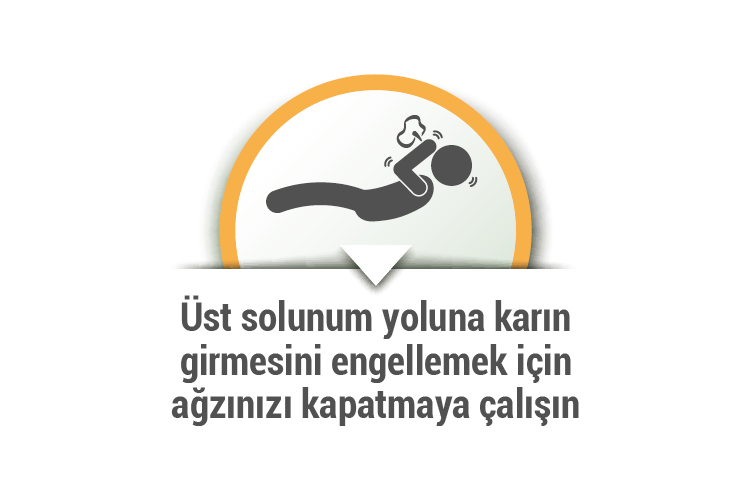 Üst solunum yoluna karın
girmesini engellemek için
ağzınızı kapatmaya çalışın